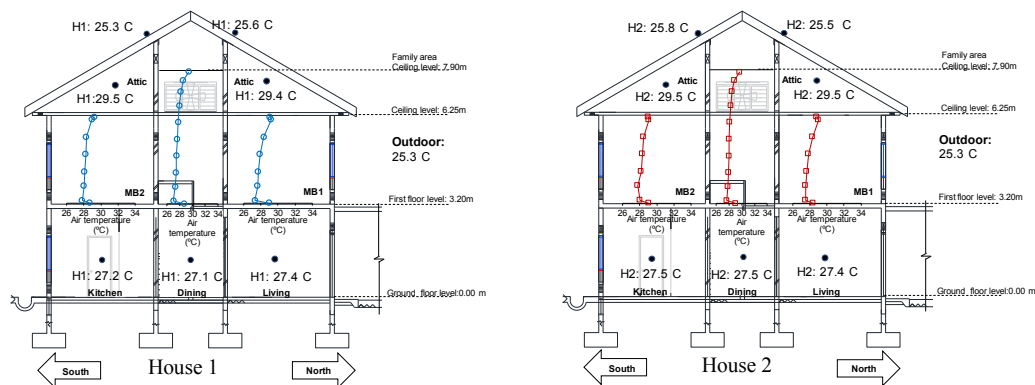 H1: 25.3 C
H1: 25.6 C
Family area
Ceiling level: 7.90m
Attic
Attic
H1:29.5 C
H1: 29.4 C
Ceiling level: 6.25m
Outdoor:
25.3 C
MB2
MB1
First floor level: 3.20m
26 28 30 32 34
26 28 30 32 34
26 28 30 32 34
Air temperature
(ºC)
Air
temperature
(ºC)
Air temperature
(ºC)
H1: 27.2 C
H1: 27.1 C
H1: 27.4 C
Kitchen
Dining
Living
Ground floor level:0.00 m
South
House 1
North
H2: 25.8 C
H2: 25.5 C
Family area
Ceiling level: 7.90m
Attic
Attic
H2: 29.5 C
H2: 29.5 C
Ceiling level: 6.25m
Outdoor:
25.3 C
MB2
MB1
First floor level: 3.20m
26 28 30 32 34
26 28 30 32 34
26 28 30 32 34
Air temperature
(ºC)
Air
temperature
(ºC)
Air temperature
(ºC)
H2: 27.5 C
H2: 27.5 C
H2: 27.4 C
Kitchen
Dining
Living
Ground floor level:0.00 m
South
House 2
North